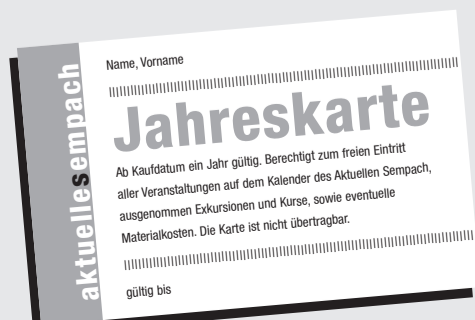 aktuellesempach
Name, Vorname
Jahreskarte
Ab Kaufdatum ein Jahr gültig. Berechtigt zum freien Eintritt
aller Veranstaltungen auf dem Kalender des Aktuellen Sempach,
ausgenommen Exkursionen und Kurse, sowie eventuelle
Materialkosten. Die Karte ist nicht übertragbar.
gültig bis